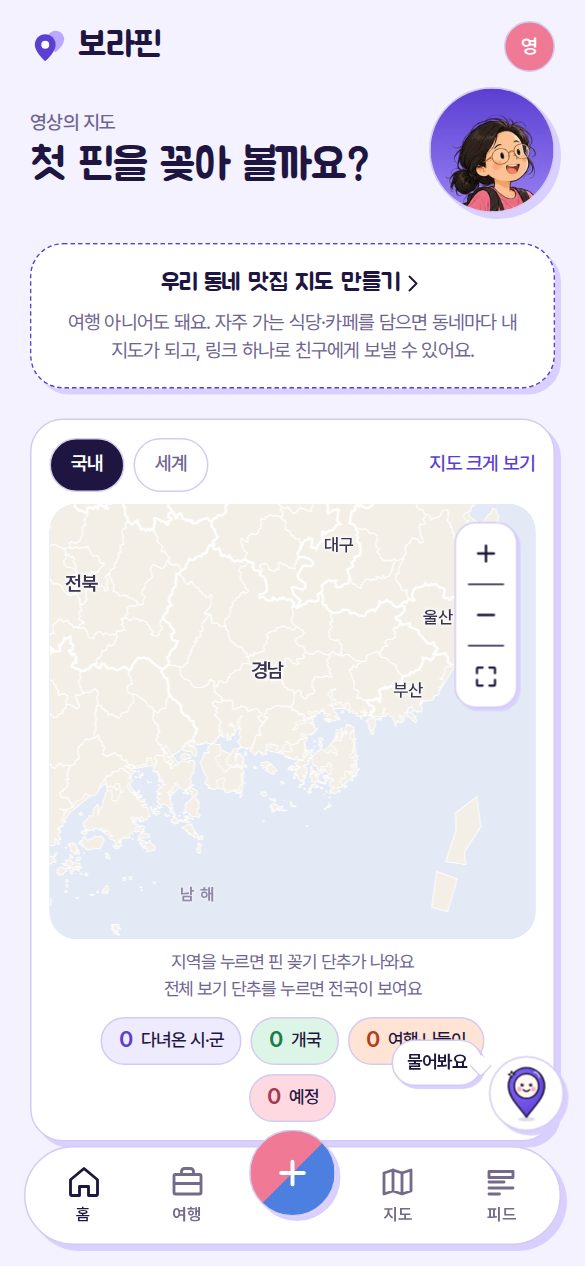 보라핀
영
영상의 지도
첫 핀을 꽂아 볼까요?
우리 동네 맛집 지도 만들기
여행 아니어도 돼요. 자주 가는 식당·카페를 담으면 동네마다 내
지도가 되고, 링크 하나로 친구에게 보낼 수 있어요.
국내
세계
지도 크게 보기
대구
전북
울산
경남
부산
남 해
지역을 누르면 핀 꽂기 단추가 나와요
전체 보기 단추를 누르면 전국이 보여요
0 다녀온 시·군
0 개국
0 여행
물어봐요
0 예정
홈
여행
지도
피드